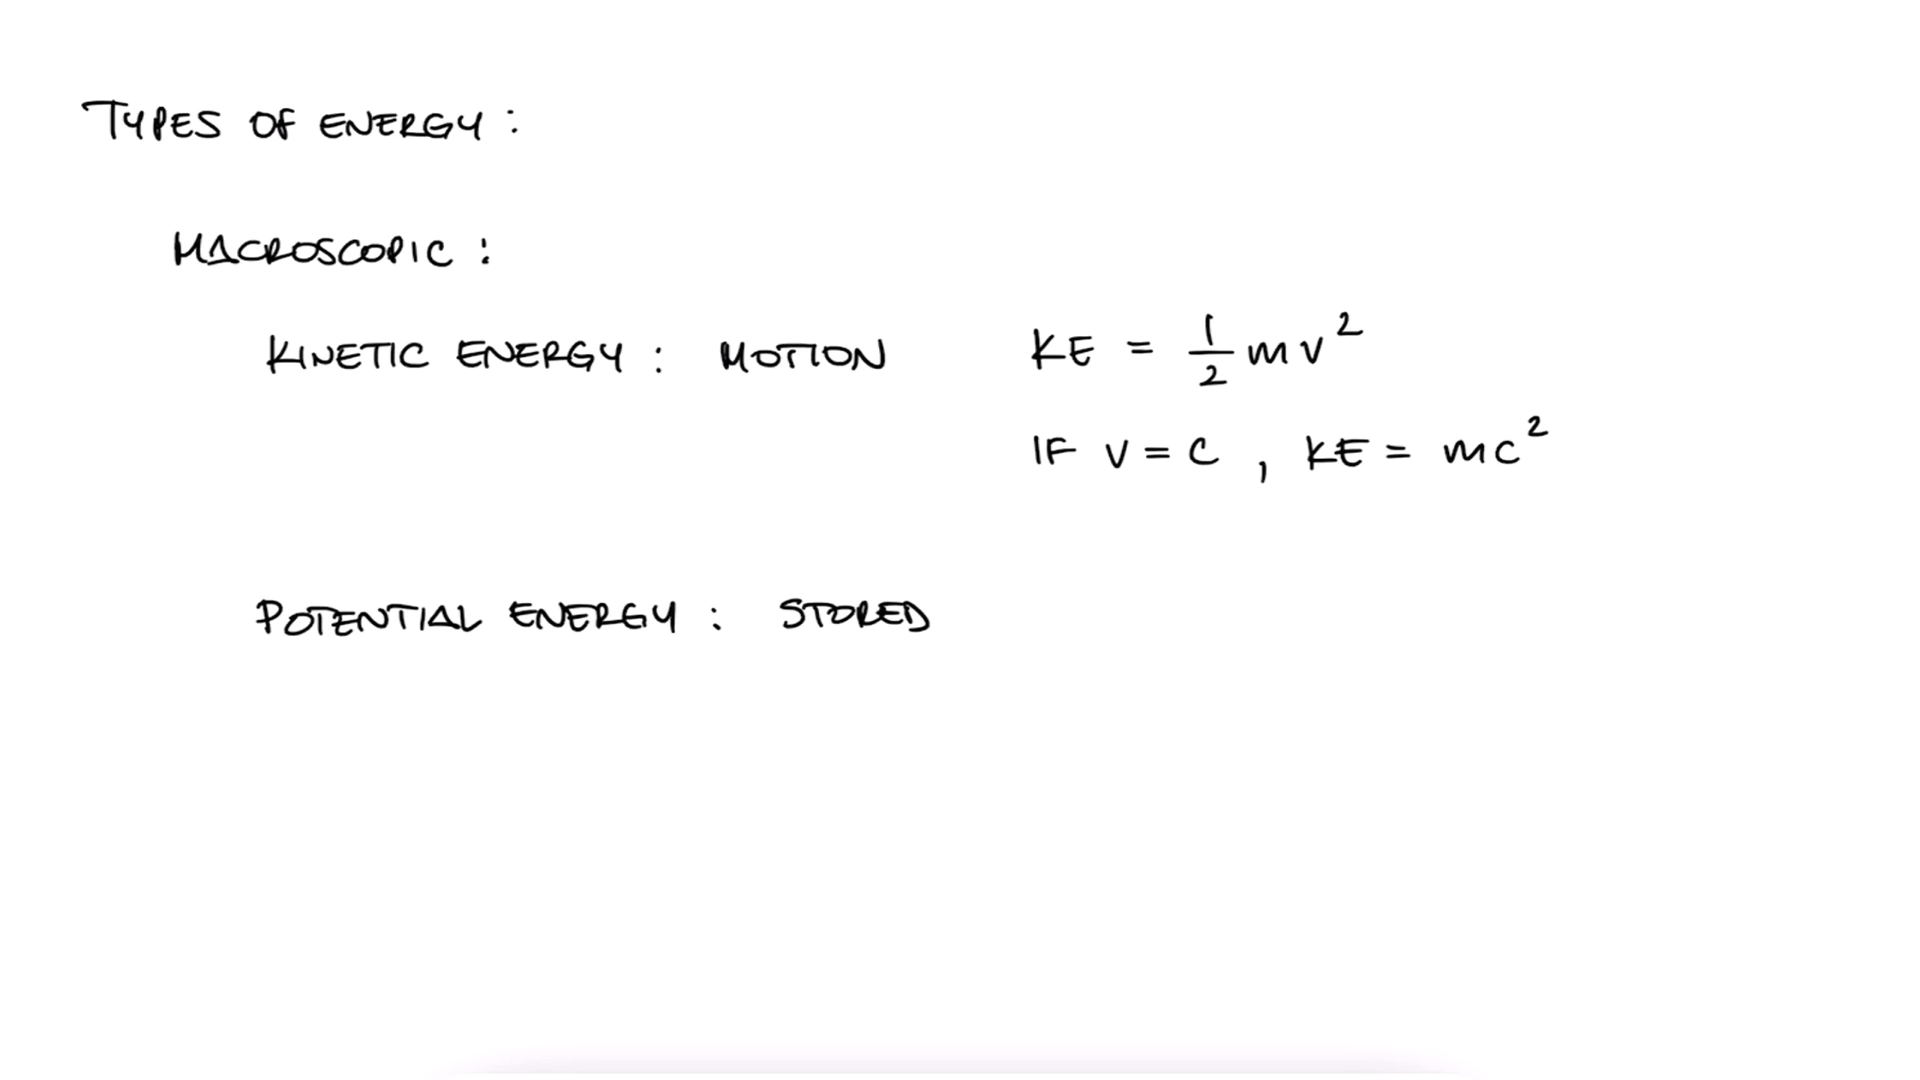 TYPES OF ENERGY:
MACROSCOPIC:
KINETIC ENERGY: MOTION KE = 1/2 mv²
IF v = c, KE = mc²
POTENTIAL ENERGY: STORED